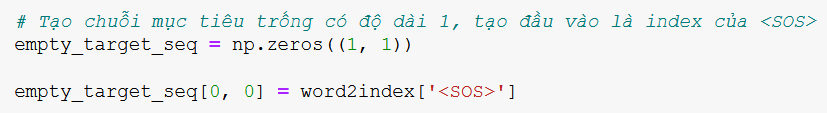 # Tạo chuỗi mục tiêu trống có độ dài 1, tạo đầu vào là index của <SOS>
empty_target_seq = np.zeros((1, 1))
empty_target_seq[0, 0] = word2index['<SOS>']